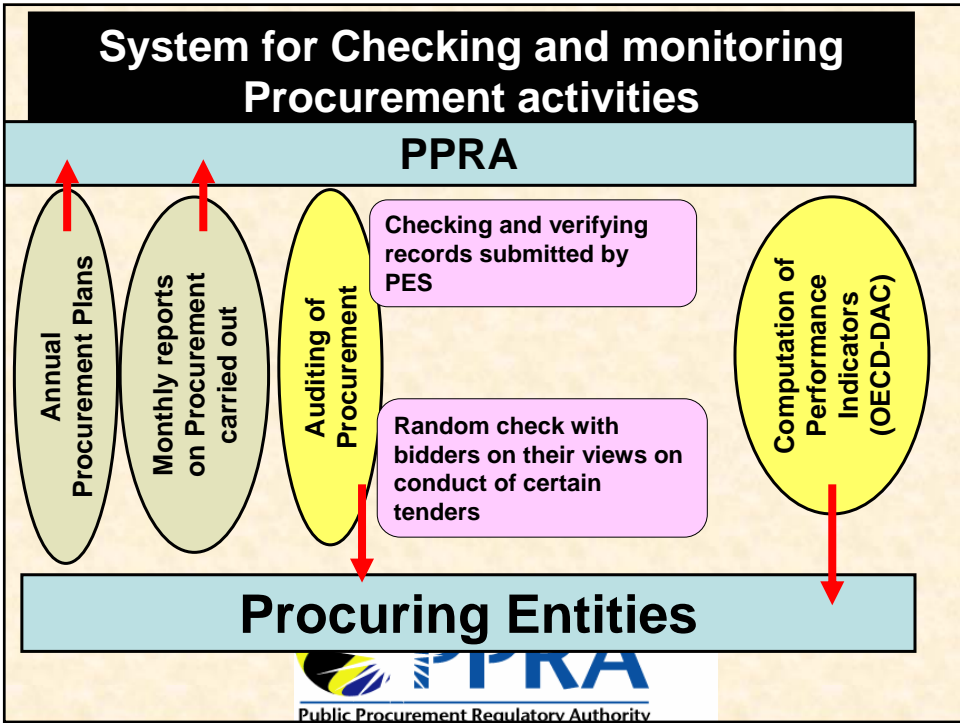 System for Checking and monitoring
Procurement activities
PPRA
Annual
Procurement Plans
Monthly reports
on Procurement
carried out
Auditing of
Procurement
Checking and verifying
records submitted by
PES
Random check with
bidders on their views on
conduct of certain
tenders
Computation of
Performance
Indicators
(OECD-DAC)
Procuring Entities
PPRA
Public Procurement Regulatory Authority